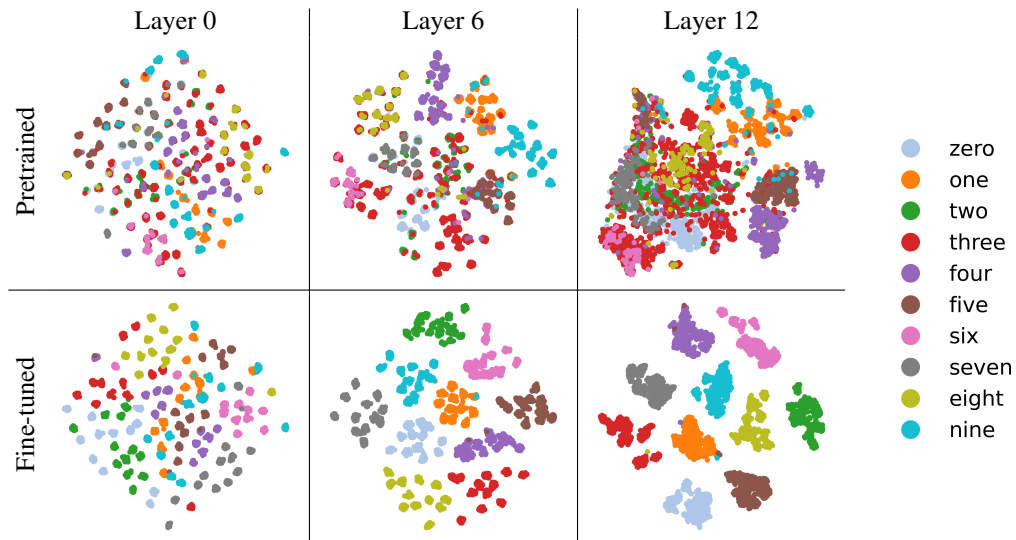 Layer 0
Layer 6
Layer 12
Pretrained
Fine-tuned
zero
one
two
three
four
five
six
seven
eight
nine